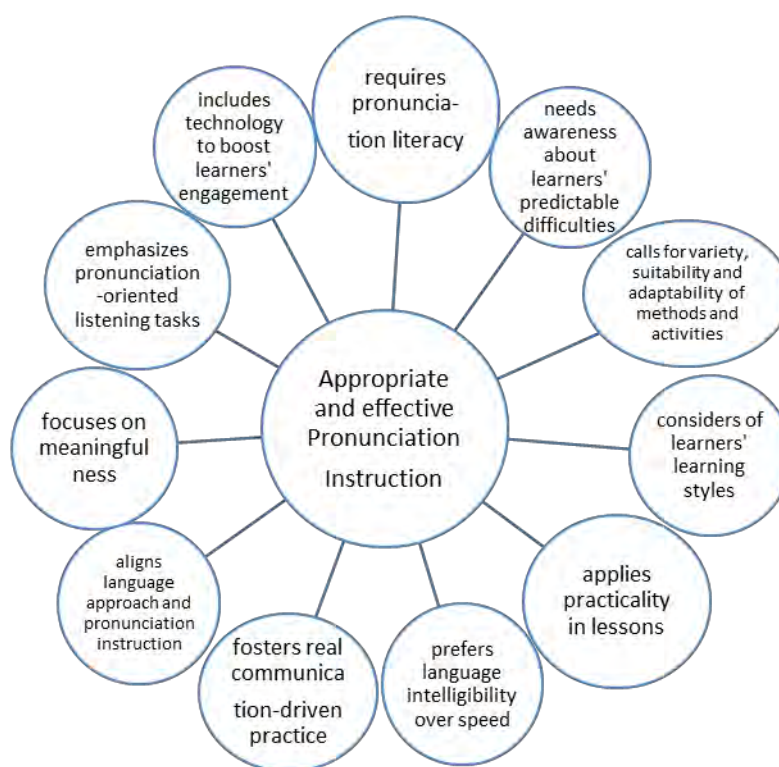 requires
pronuncia-
tion literacy
needs
awareness
about
learners'
predictable
difficulties
calls for variety,
suitability and
adaptability of
methods and
activities
considers of
learners'
learning
styles
applies
practicality
in lessons
prefers
language
intelligibility
over speed
fosters real
communica
tion-driven
practice
aligns
language
approach and
pronunciation
instruction
focuses on
meaningful
ness
emphasizes
pronunciation
-oriented
listening tasks
includes
technology
to boost
learners'
engagement
Appropriate
and effective
Pronunciation
Instruction